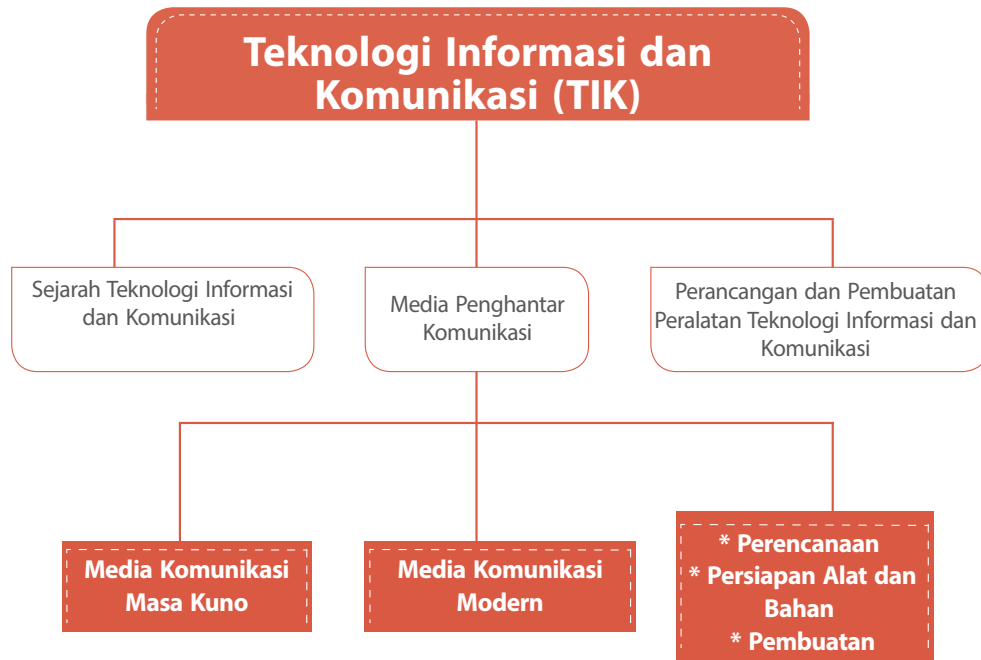 Teknologi Informasi dan
Komunikasi (TIK)
Sejarah Teknologi Informasi
dan Komunikasi
Media Penghantar
Komunikasi
Perancangan dan Pembuatan
Peralatan Teknologi Informasi dan
Komunikasi
Media Komunikasi
Masa Kuno
Media Komunikasi
Modern
* Perencanaan
* Persiapan Alat dan
Bahan
* Pembuatan